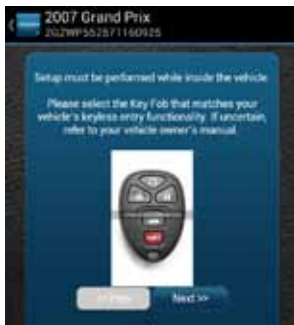 2007 Grand Prix
Setup must be performed while inside the vehicle
Please select the Key Fob that matches your
vehicle's keyless entry functionality. If uncertain,
refer to your vehicle owner's manual.
Next >>